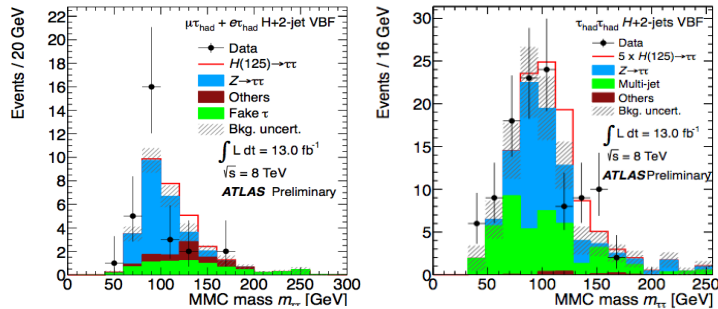 μτhad + eτhad H+2-jet VBF
Events / 20 GeV
22
20
18
16
14
12
10
8
6
4
2
0
Data
H(125)→ττ
Z→ττ
Others
Fake τ
Bkg. uncert.
∫ L dt = 13.0 fb⁻¹
√s = 8 TeV
ATLAS Preliminary
0 50 100 150 200 250 300
MMC mass mττ [GeV]
τhadτhad H+2-jets VBF
Events / 16 GeV
30
25
20
15
10
5
0
Data
5 x H(125)→ττ
Z→ττ
Multi-jet
Others
Bkg. uncert.
∫ L dt = 13.0 fb⁻¹
√s = 8 TeV
ATLAS Preliminary
0 50 100 150 200 250
MMC mass mττ [GeV]